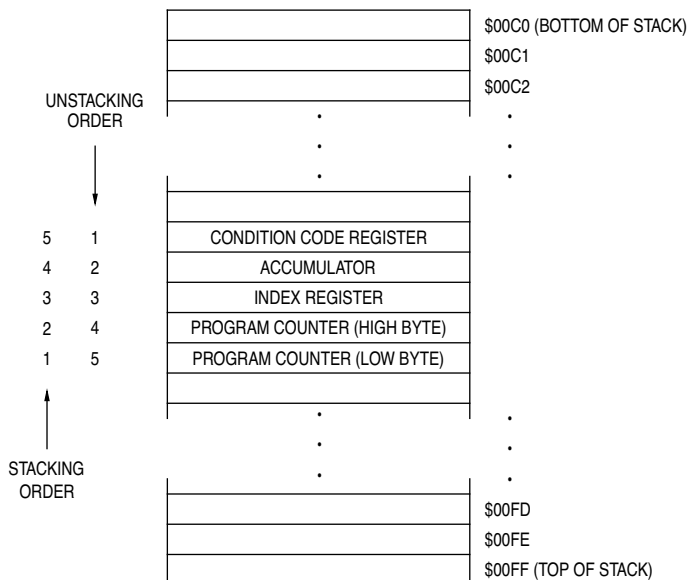 $00C0 (BOTTOM OF STACK)
$00C1
$00C2
UNSTACKING
ORDER
5 1 CONDITION CODE REGISTER
4 2 ACCUMULATOR
3 3 INDEX REGISTER
2 4 PROGRAM COUNTER (HIGH BYTE)
1 5 PROGRAM COUNTER (LOW BYTE)
STACKING
ORDER
$00FD
$00FE
$00FF (TOP OF STACK)